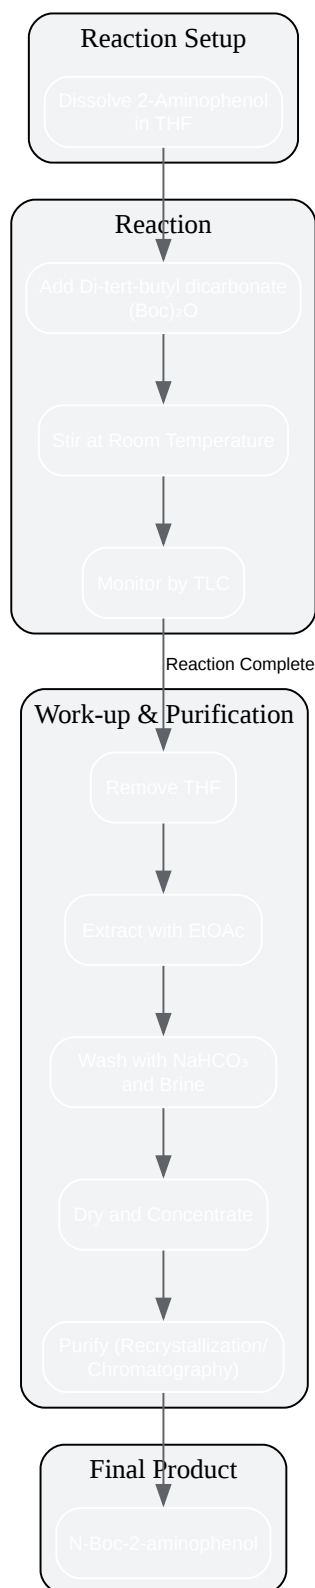 Reaction Setup
Dissolve 2-Aminophenol
in THF
Reaction
Add Di-tert-butyl dicarbonate
(Boc)₂O
Stir at Room Temperature
Monitor by TLC
Reaction Complete
Work-up & Purification
Remove THF
Extract with EtOAc
Wash with NaHCO₃
and Brine
Dry and Concentrate
Purify (Recrystallization/
Chromatography)
Final Product
N-Boc-2-aminophenol